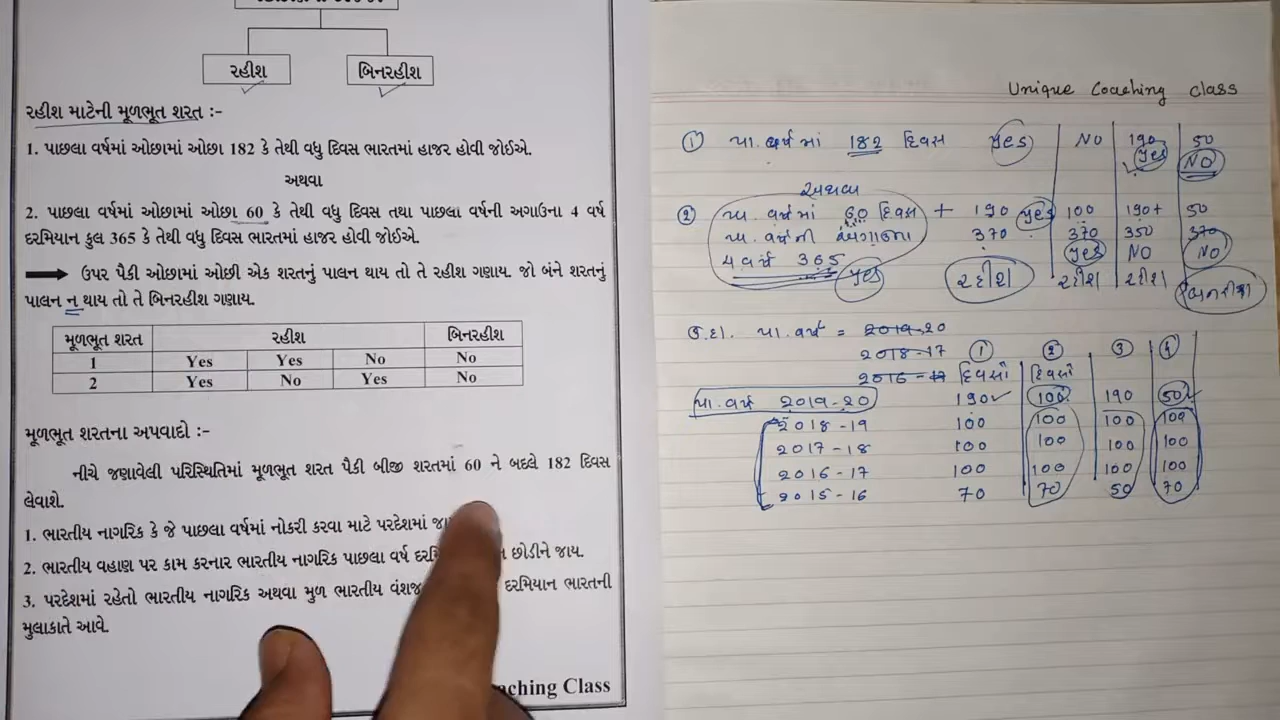 રહીશ
બિનરહીશ
રહીશ માટેની મૂળભૂત શરત :-
1. પાછલા વર્ષમાં ઓછામાં ઓછા 182 કે તેથી વધુ દિવસ ભારતમાં હાજર હોવી જોઈએ.
અથવા
2. પાછલા વર્ષમાં ઓછામાં ઓછા 60 કે તેથી વધુ દિવસ તથા પાછલા વર્ષની અગાઉના 4 વર્ષ
દરમિયાન કુલ 365 કે તેથી વધુ દિવસ ભારતમાં હાજર હોવી જોઈએ.
ઉપર પૈકી ઓછામાં ઓછી એક શરતનું પાલન થાય તો તે રહીશ ગણાય. જો બંને શરતનું
પાલન ન થાય તો તે બિનરહીશ ગણાય.
મૂળભૂત શરત રહીશ બિનરહીશ
1 Yes Yes No No
2 Yes No Yes No
મૂળભૂત શરતના અપવાદો :-
નીચે જણાવેલી પરિસ્થિતિમાં મૂળભૂત શરત પૈકી બીજી શરતમાં 60 ને બદલે 182 દિવસ
લેવાશે.
1. ભારતીય નાગરિક કે જે પાછલા વર્ષમાં નોકરી કરવા માટે પરદેશમાં
2. ભારતીય વહાણ પર કામ કરનાર ભારતીય નાગરિક પાછલા વર્ષ છોડીને જાય.
3. પરદેશમાં રહેતો ભારતીય નાગરિક અથવા મુળ ભારતીય વંશજ દરમિયાન ભારતની
મુલાકાતે આવે.
Class
Unique Coaching Class
1 પા. વર્ષ માં 182 દિવસ Yes NO 190 Yes 50 NO
અથવા
2 પા. વર્ષ માં 60 દિવસ + 190 Yes 100 190+ 50
પા. વર્ષ ની અગાઉના 370 370 350 370
4 વર્ષ 365 Yes Yes NO NO
રહીશ રહીશ રહીશ બિનરહીશ
ઉ.દા. પા. વર્ષ = 2019-20
2018-17 1 2 3 4
2016-17 દિવસો દિવસો
પા. વર્ષ 2019-20 190 100 190 50
2018-19 100 100 100 100
2017-18 100 100 100 100
2016-17 100 100 100 100
2015-16 70 70 50 70